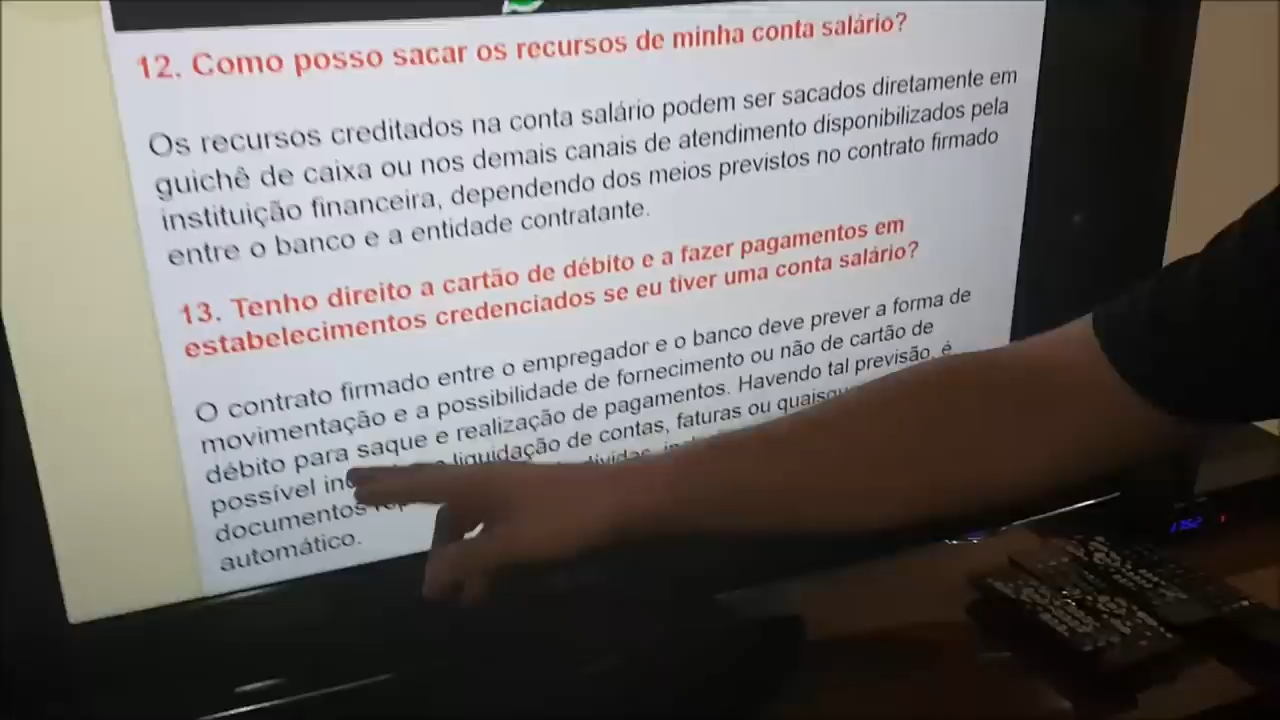 12. Como posso sacar os recursos de minha conta salário?
Os recursos creditados na conta salário podem ser sacados diretamente em
guichê de caixa ou nos demais canais de atendimento disponibilizados pela
instituição financeira, dependendo dos meios previstos no contrato firmado
entre o banco e a entidade contratante.
13. Tenho direito a cartão de débito e a fazer pagamentos em
estabelecimentos credenciados se eu tiver uma conta salário?
O contrato firmado entre o empregador e o banco deve prever a forma de
movimentação e a possibilidade de fornecimento ou não de cartão de
débito para saque e realização de pagamentos. Havendo tal previsão, é
possível liquidação de contas, faturas ou
documentos dívidas,
automático.